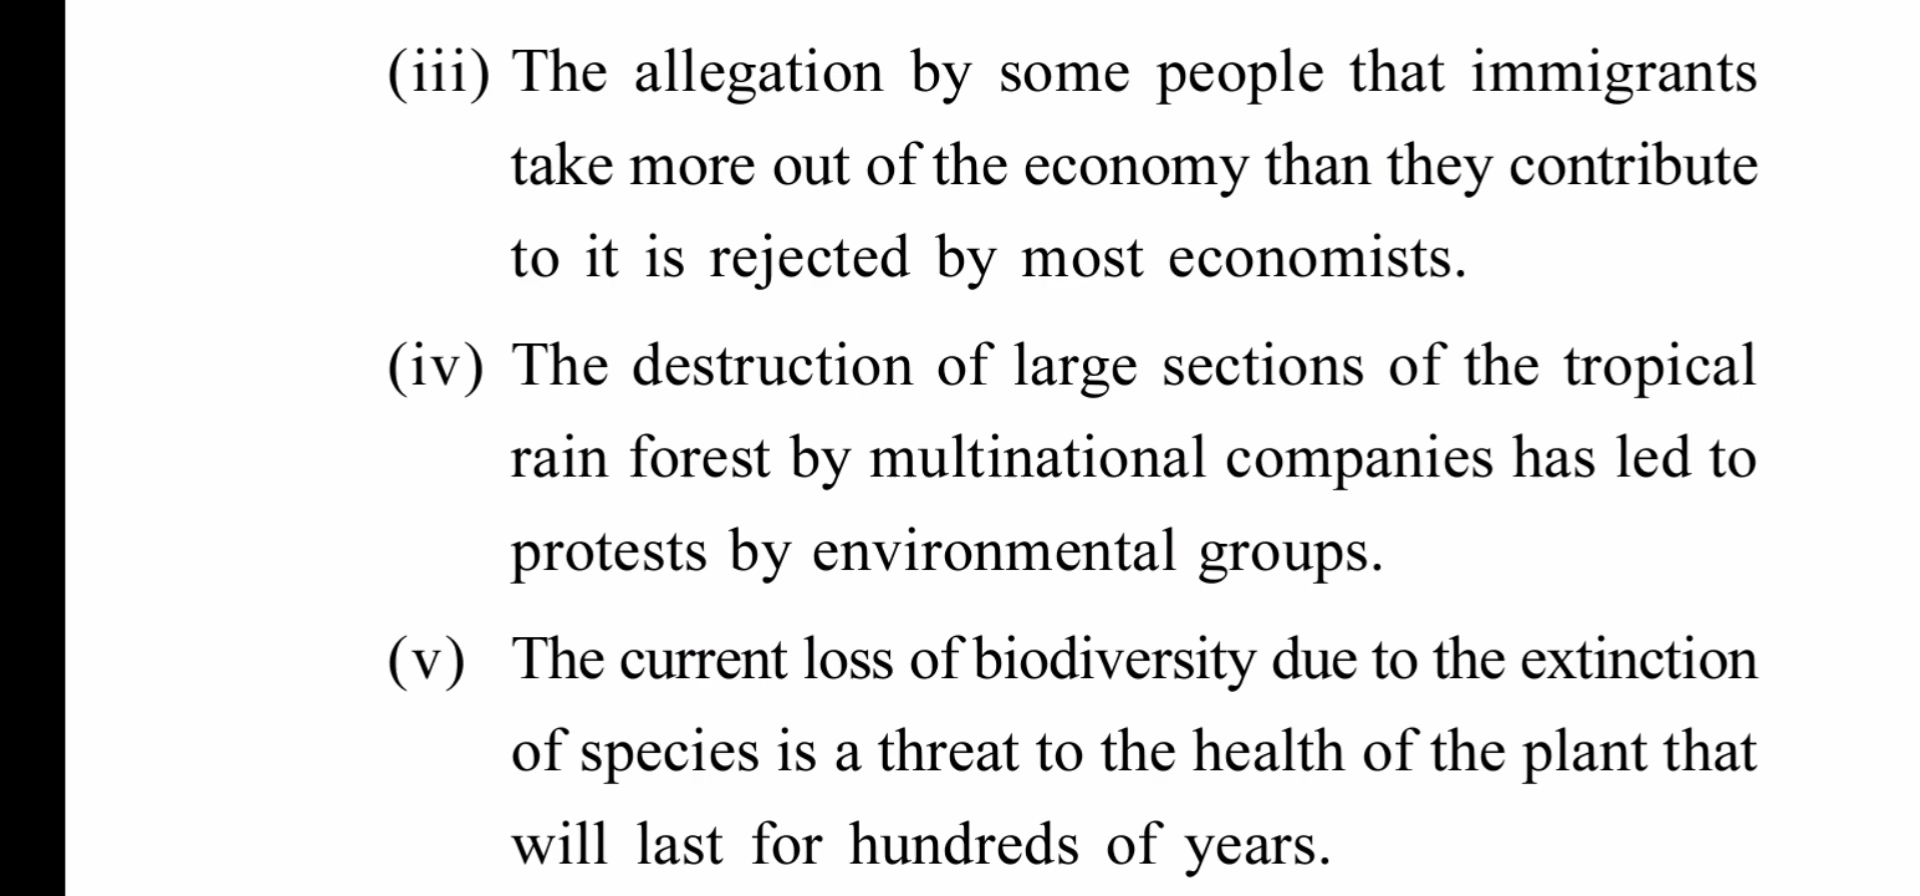 (iii) The allegation by some people that immigrants
take more out of the economy than they contribute
to it is rejected by most economists.
(iv) The destruction of large sections of the tropical
rain forest by multinational companies has led to
protests by environmental groups.
(v) The current loss of biodiversity due to the extinction
of species is a threat to the health of the plant that
will last for hundreds of years.